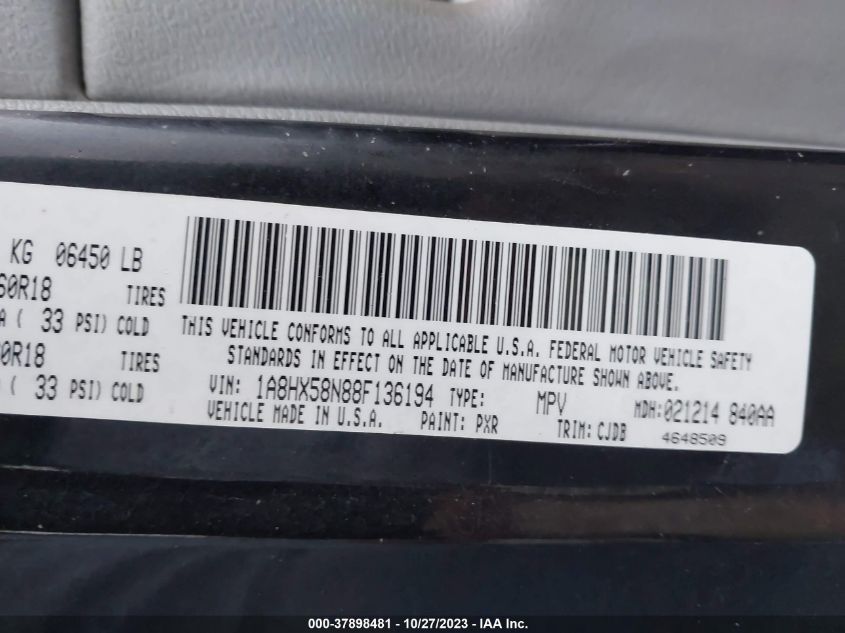 KG 06450 LB
60R18 TIRES
A ( 33 PSI) COLD
0R18 TIRES
( 33 PSI) COLD
THIS VEHICLE CONFORMS TO ALL APPLICABLE U.S.A. FEDERAL MOTOR VEHICLE SAFETY
STANDARDS IN EFFECT ON THE DATE OF MANUFACTURE SHOWN ABOVE.
VIN: 1A8HX58N88F136194 TYPE: MPV MDH:021214 840AA
VEHICLE MADE IN U.S.A. PAINT: PXR TRIM: CJDB 4648509
000-37898481 - 10/27/2023 - IAA Inc.